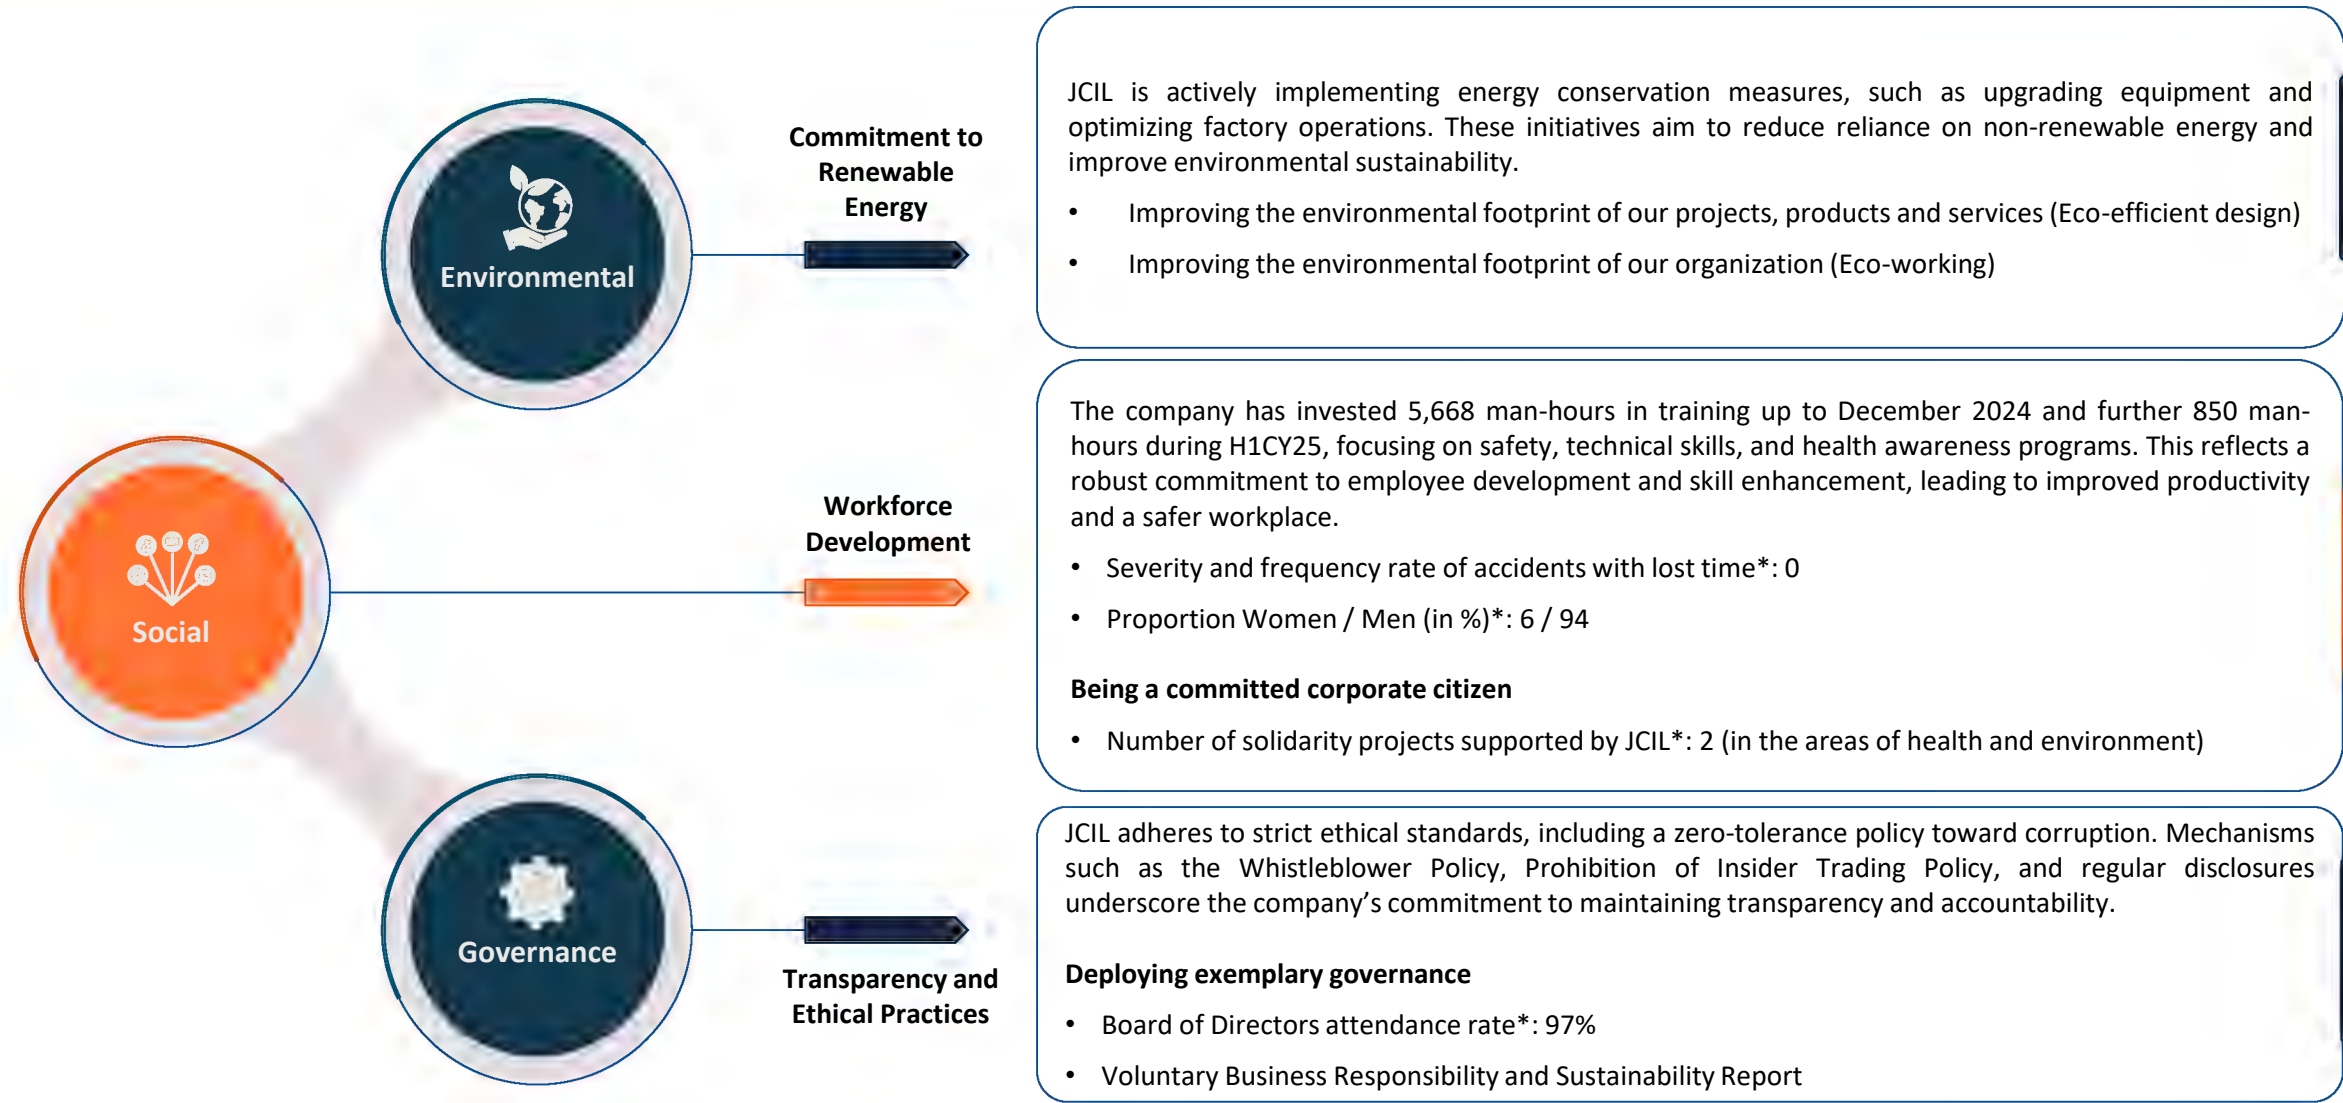 Environmental
Commitment to
Renewable
Energy
JCIL is actively implementing energy conservation measures, such as upgrading equipment and
optimizing factory operations. These initiatives aim to reduce reliance on non-renewable energy and
improve environmental sustainability.
• Improving the environmental footprint of our projects, products and services (Eco-efficient design)
• Improving the environmental footprint of our organization (Eco-working)
Social
Workforce
Development
The company has invested 5,668 man-hours in training up to December 2024 and further 850 man-
hours during H1CY25, focusing on safety, technical skills, and health awareness programs. This reflects a
robust commitment to employee development and skill enhancement, leading to improved productivity
and a safer workplace.
• Severity and frequency rate of accidents with lost time*: 0
• Proportion Women / Men (in %)*: 6 / 94
Being a committed corporate citizen
• Number of solidarity projects supported by JCIL*: 2 (in the areas of health and environment)
Governance
Transparency and
Ethical Practices
JCIL adheres to strict ethical standards, including a zero-tolerance policy toward corruption. Mechanisms
such as the Whistleblower Policy, Prohibition of Insider Trading Policy, and regular disclosures
underscore the company’s commitment to maintaining transparency and accountability.
Deploying exemplary governance
• Board of Directors attendance rate*: 97%
• Voluntary Business Responsibility and Sustainability Report